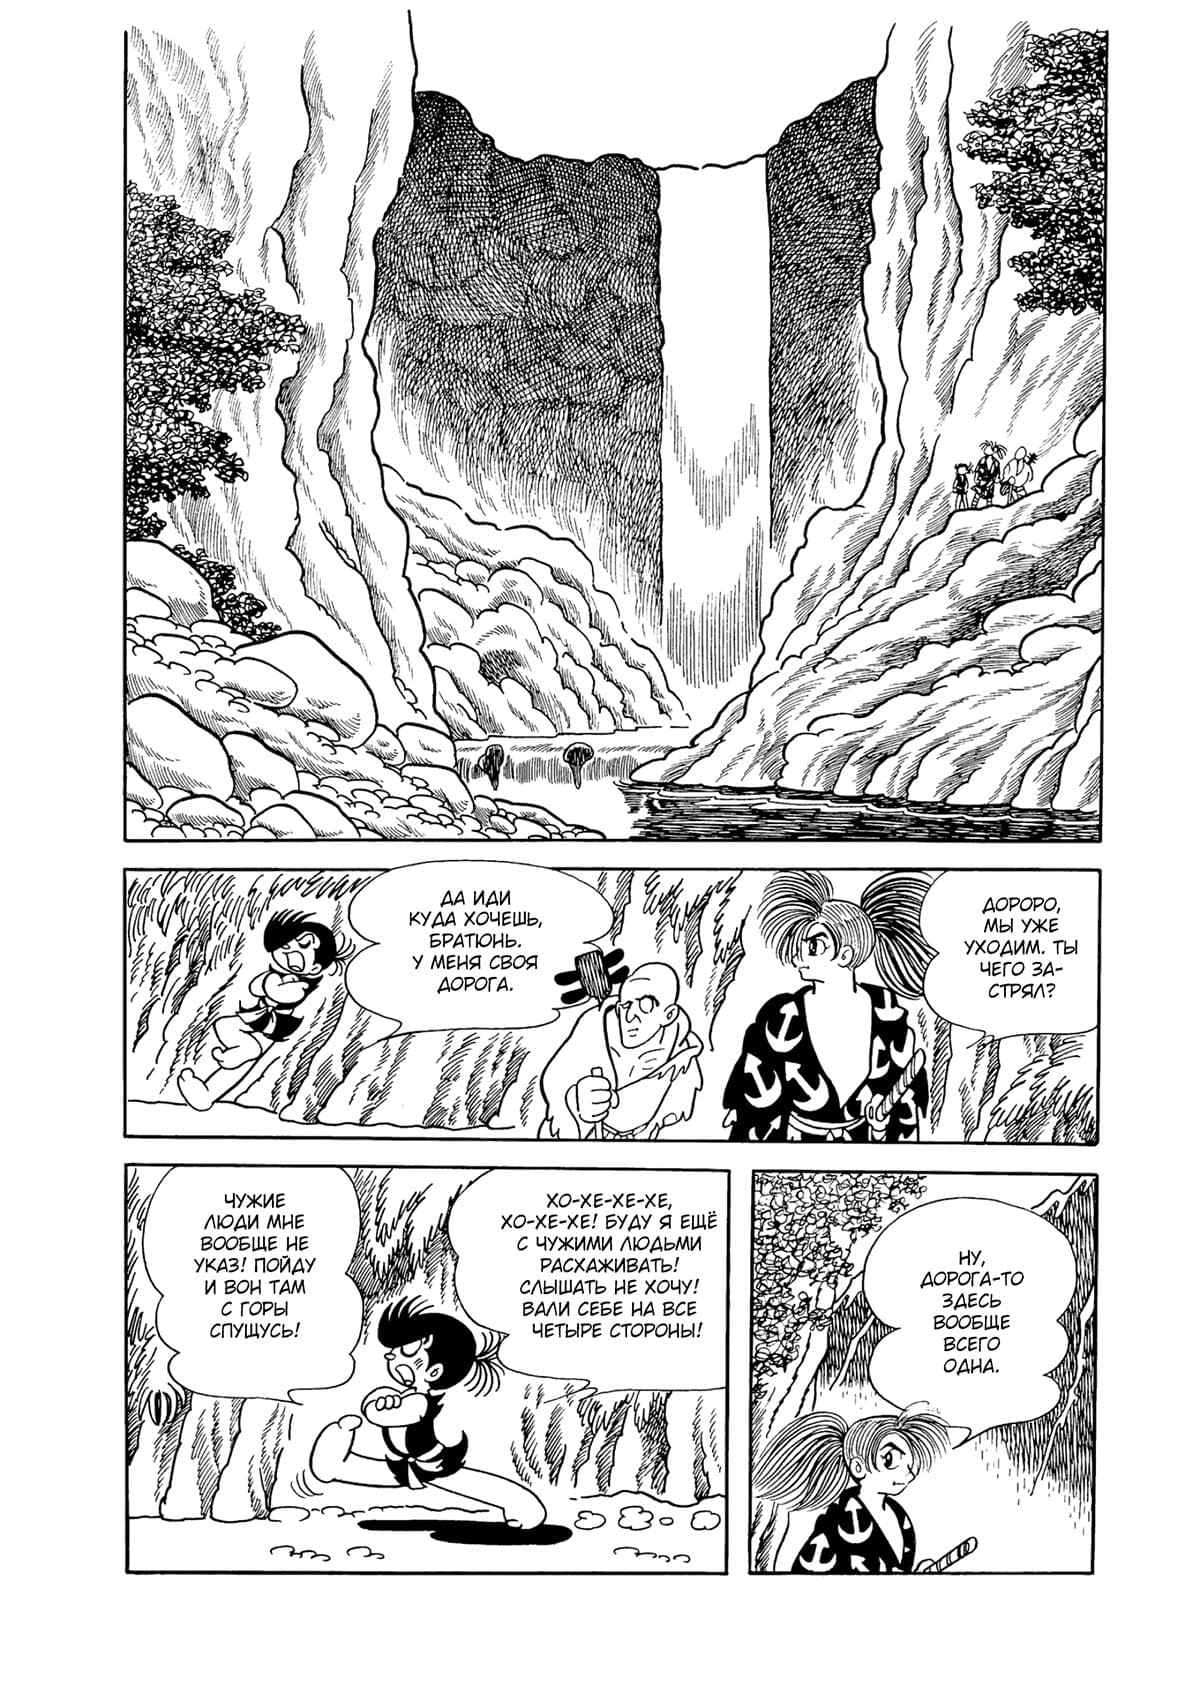 ДОРОРО,
МЫ УЖЕ
УХОДИМ. ТЫ
ЧЕГО ЗА-
СТРЯЛ?
ДА ИДИ
КУДА ХОЧЕШЬ,
БРАТЮНЬ.
У МЕНЯ СВОЯ
ДОРОГА.
ХО-ХЕ-ХЕ-ХЕ,
ХО-ХЕ-ХЕ! БУДУ Я ЕЩЁ
С ЧУЖИМИ ЛЮДЬМИ
РАСХАЖИВАТЬ!
СЛЫШАТЬ НЕ ХОЧУ!
ВАЛИ СЕБЕ НА ВСЕ
ЧЕТЫРЕ СТОРОНЫ!
ЧУЖИЕ
ЛЮДИ МНЕ
ВООБЩЕ НЕ
УКАЗ! ПОЙДУ
И ВОН ТАМ
С ГОРЫ
СПУЩУСЬ!
НУ,
ДОРОГА-ТО
ЗДЕСЬ
ВООБЩЕ
ВСЕГО
ОДНА.